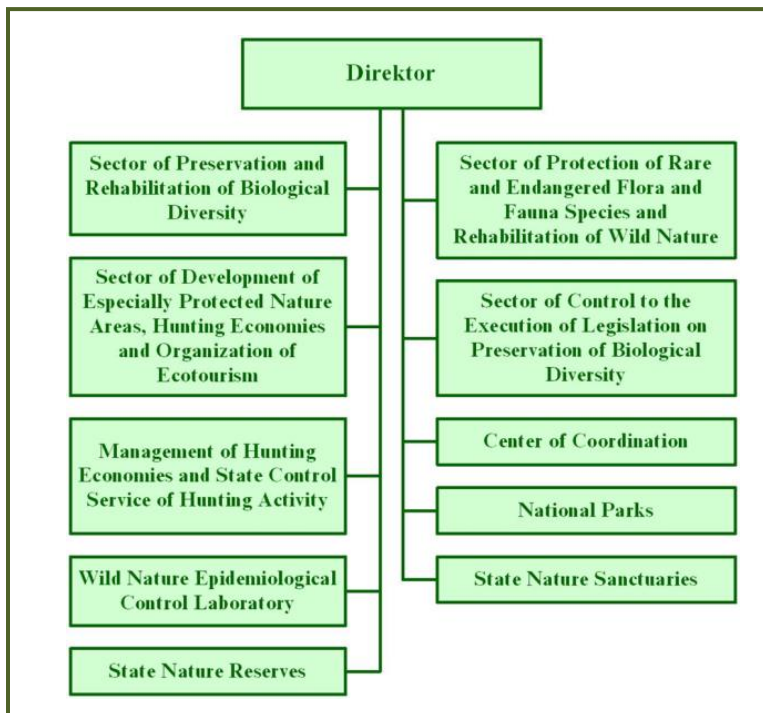 Direktor
Sector of Preservation and
Rehabilitation of Biological
Diversity
Sector of Development of
Especially Protected Nature
Areas, Hunting Economies
and Organization of
Ecotourism
Management of Hunting
Economies and State Control
Service of Hunting Activity
Wild Nature Epidemiological
Control Laboratory
State Nature Reserves
Sector of Protection of Rare
and Endangered Flora and
Fauna Species and
Rehabilitation of Wild Nature
Sector of Control to the
Execution of Legislation on
Preservation of Biological
Diversity
Center of Coordination
National Parks
State Nature Sanctuaries